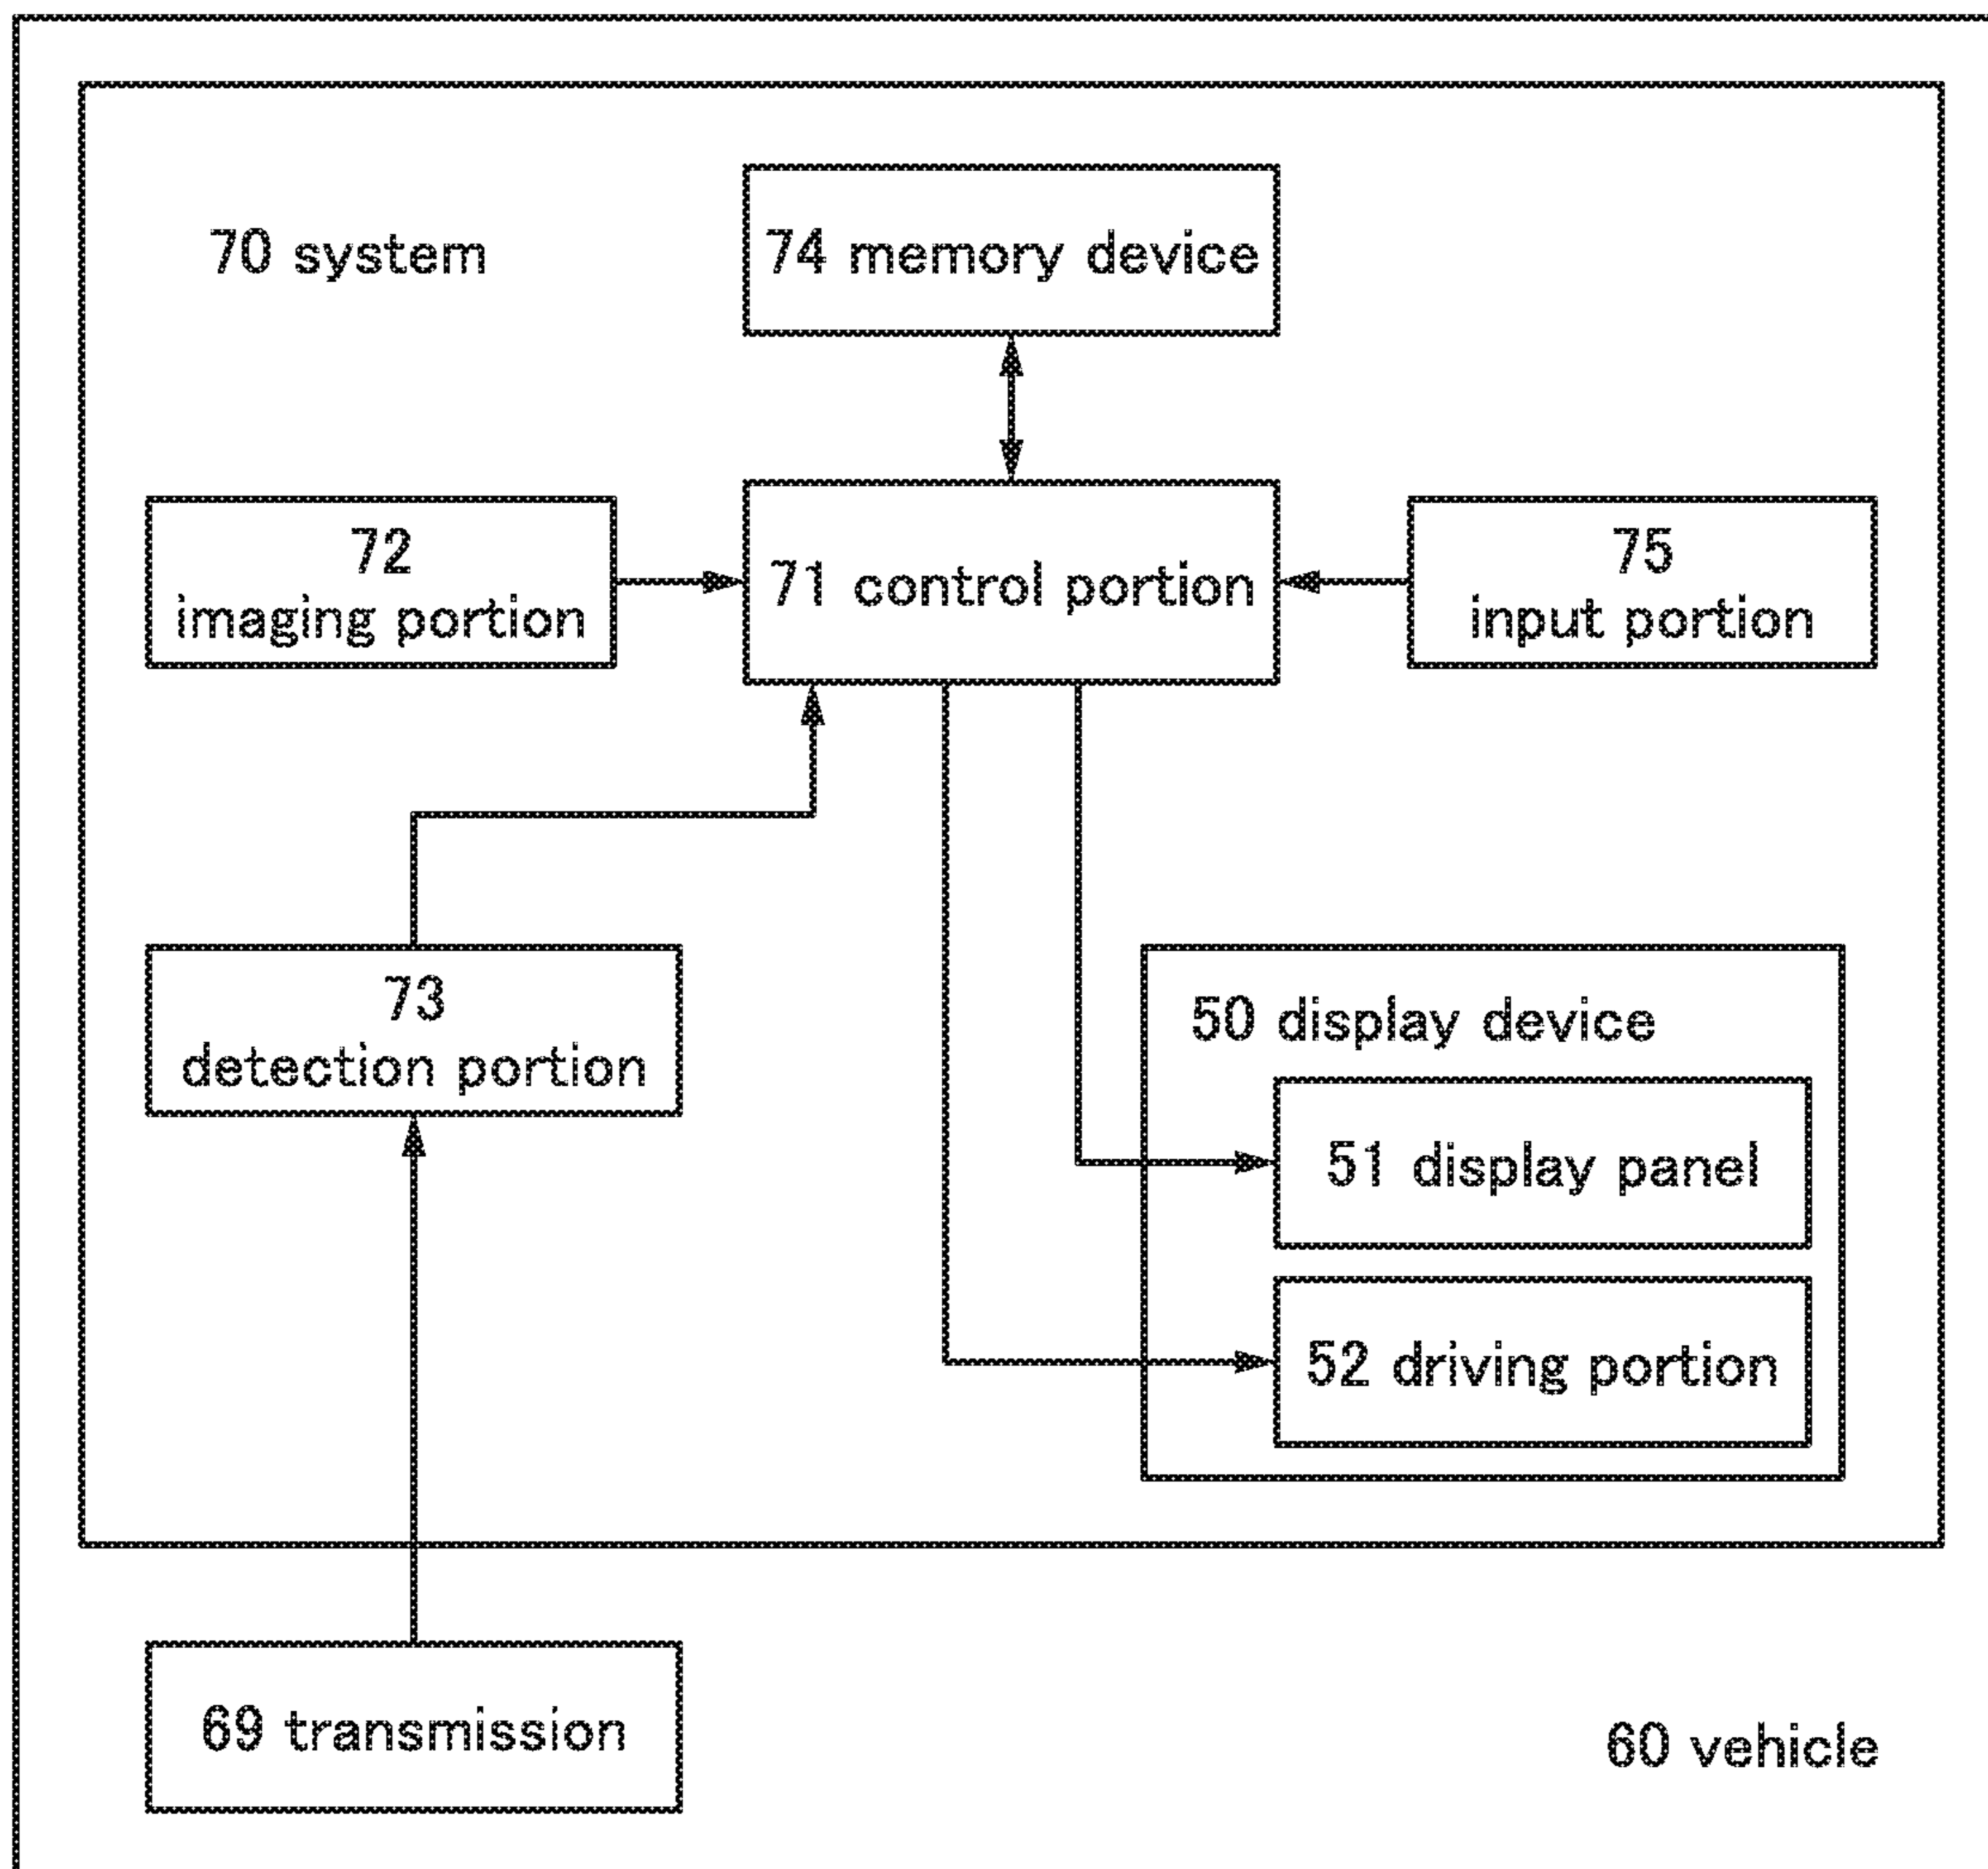 70 system
74 memory device
72
imaging portion
71 control portion
75
input portion
73
detection portion
50 display device
51 display panel
52 driving portion
69 transmission
60 vehicle